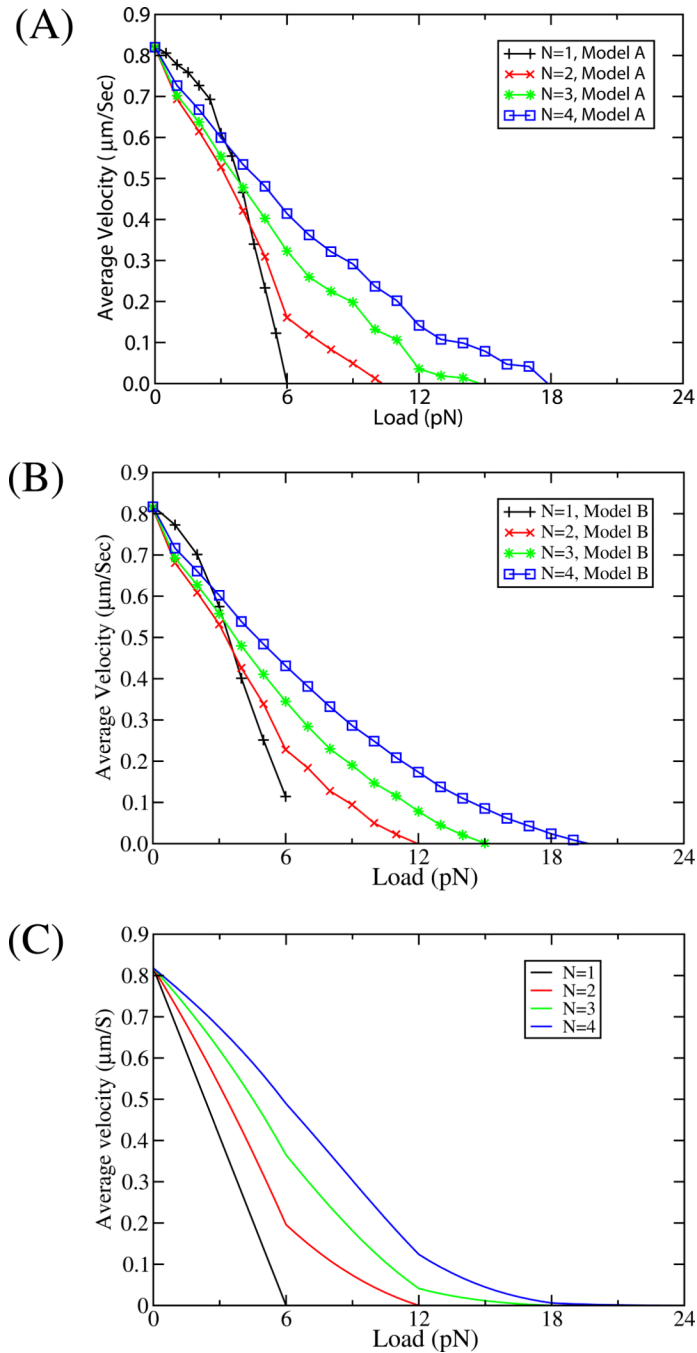 (A)
0.9
0.8
0.7
0.6
0.5
0.4
0.3
0.2
0.1
0.0
Average Velocity (μm/Sec)
N=1, Model A
N=2, Model A
N=3, Model A
N=4, Model A
0 6 12 18 24
Load (pN)
(B)
0.9
0.8
0.7
0.6
0.5
0.4
0.3
0.2
0.1
0.0
Average Velocity (μm/Sec)
N=1, Model B
N=2, Model B
N=3, Model B
N=4, Model B
0 6 12 18 24
Load (pN)
(C)
0.9
0.8
0.7
0.6
0.5
0.4
0.3
0.2
0.1
0
Average velocity (μm/S)
N=1
N=2
N=3
N=4
0 6 12 18 24
Load (pN)